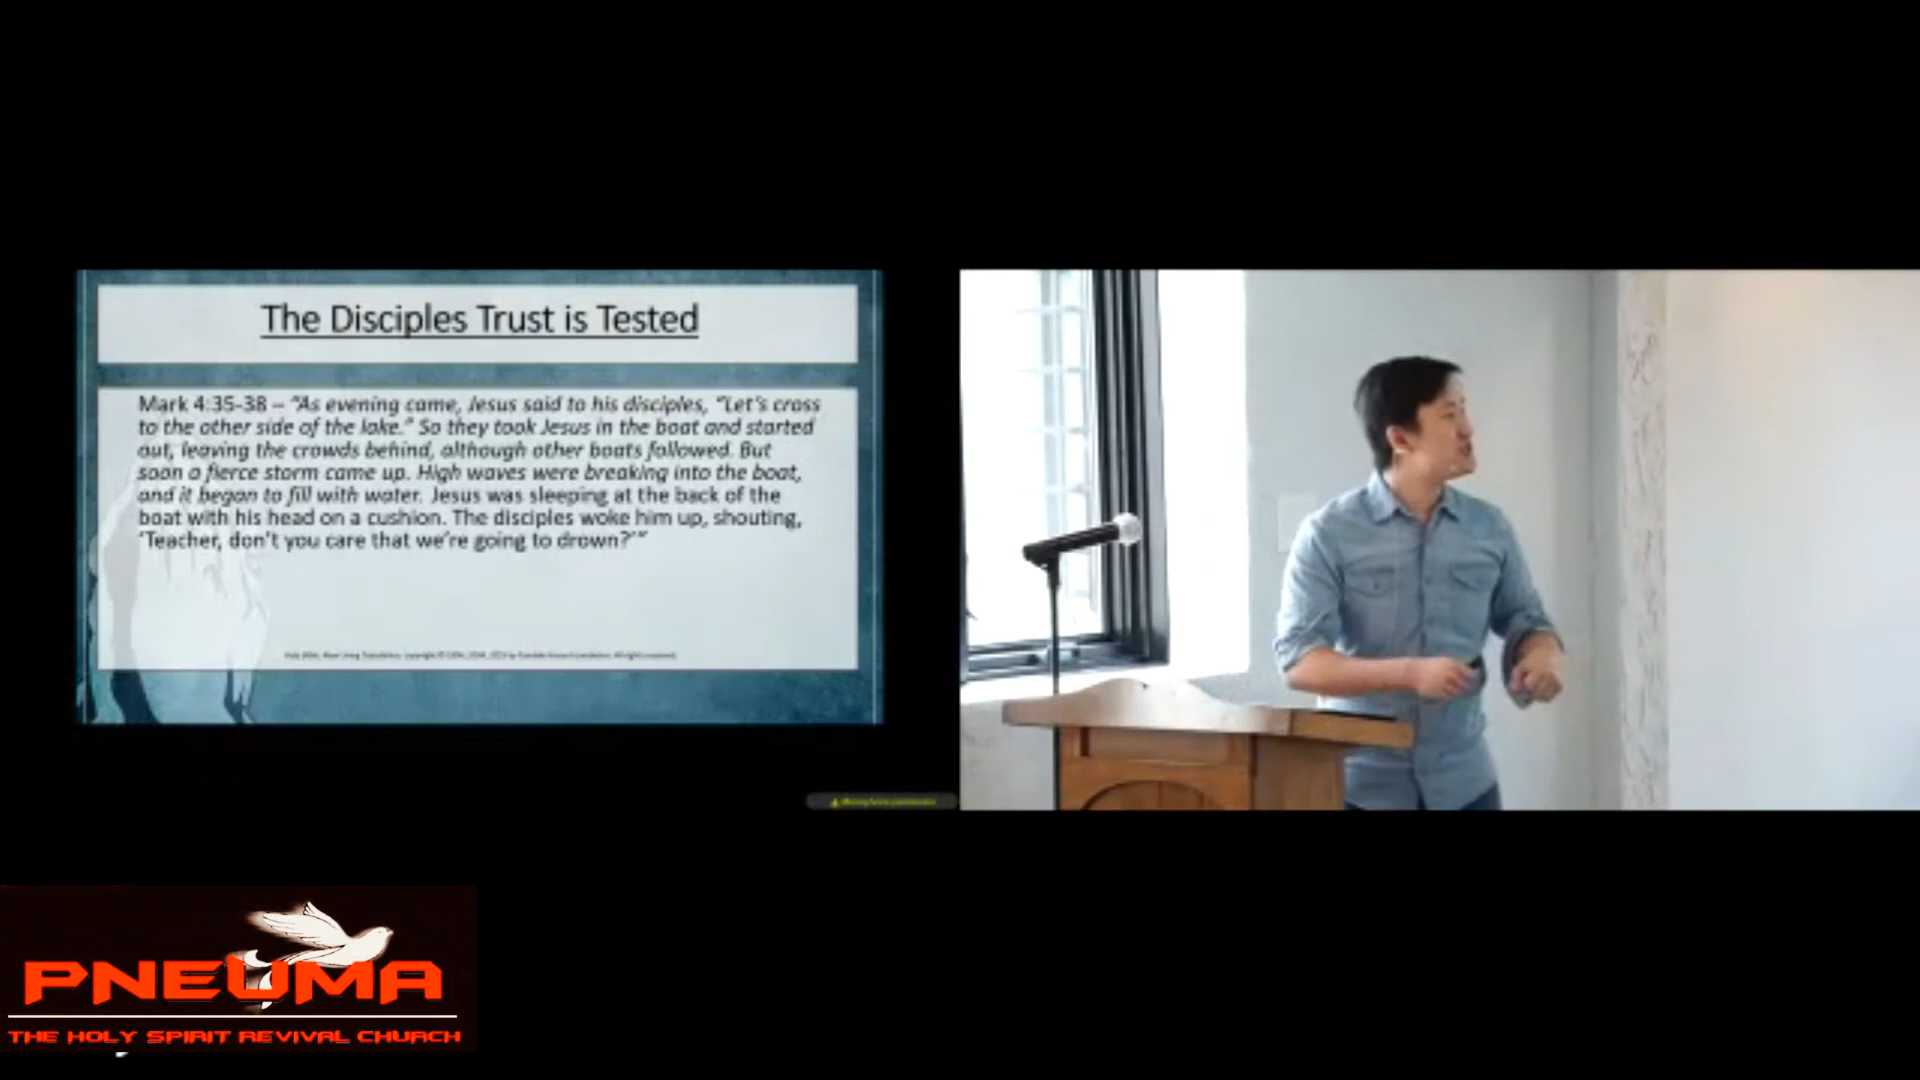 The Disciples Trust is Tested
Mark 4:35-38 – “As evening came, Jesus said to his disciples, “Let’s cross
to the other side of the lake.” So they took Jesus in the boat and started
out, leaving the crowds behind, although other boats followed. But
soon a fierce storm came up. High waves were breaking into the boat,
and it began to fill with water. Jesus was sleeping at the back of the
boat with his head on a cushion. The disciples woke him up, shouting,
‘Teacher, don’t you care that we’re going to drown?’”
PNEUMA
THE HOLY SPIRIT REVIVAL CHURCH